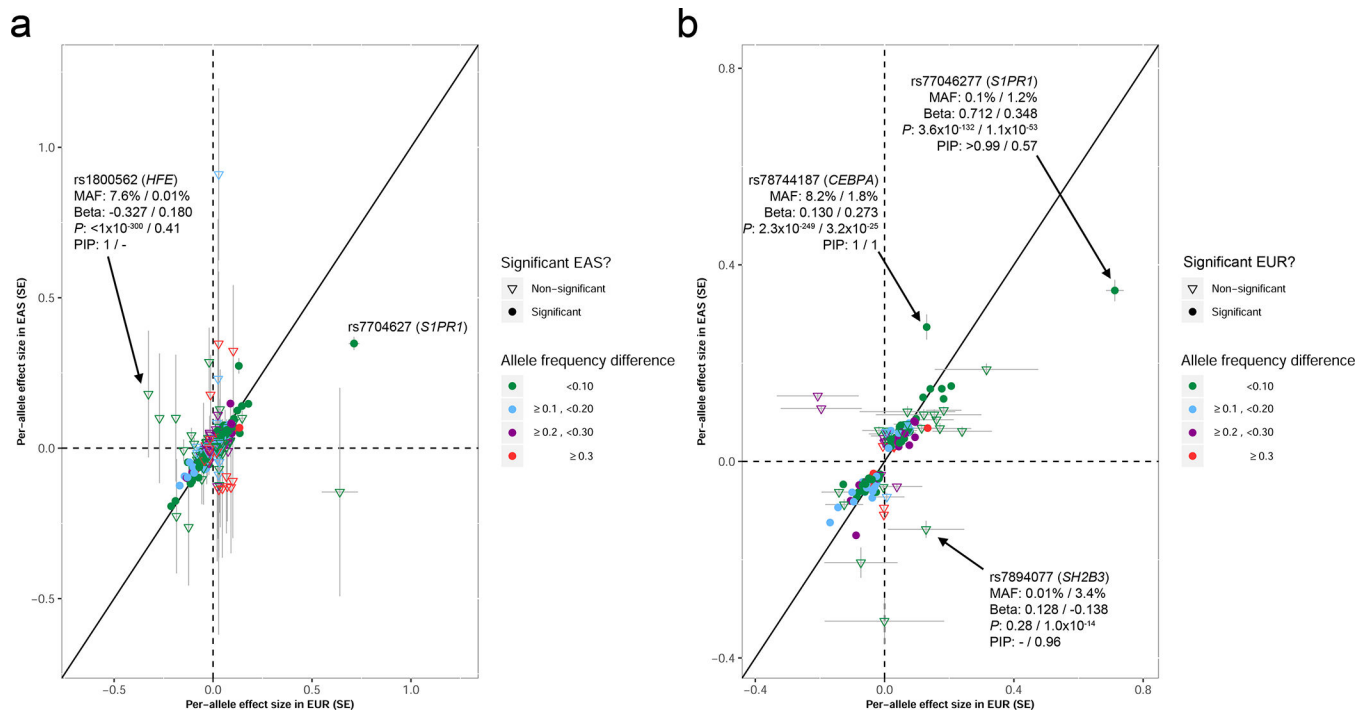 a
Per-allele effect size in EAS (SE)
1.0
0.5
0.0
−0.5
−0.5
0.0
0.5
1.0
Per-allele effect size in EUR (SE)
rs1800562 (HFE)
MAF: 7.6% / 0.01%
Beta: -0.327 / 0.180
P: <1x10-300 / 0.41
PIP: 1 / -
rs7704627 (S1PR1)
Significant EAS?
Non−significant
Significant
Allele frequency difference
<0.10
≥ 0.1 , <0.20
≥ 0.2 , <0.30
≥ 0.3
b
Per-allele effect size in EAS (SE)
0.8
0.4
0.0
−0.4
−0.4
0.0
0.4
0.8
Per-allele effect size in EUR (SE)
rs77046277 (S1PR1)
MAF: 0.1% / 1.2%
Beta: 0.712 / 0.348
P: 3.6x10-132 / 1.1x10-53
PIP: >0.99 / 0.57
rs78744187 (CEBPA)
MAF: 8.2% / 1.8%
Beta: 0.130 / 0.273
P: 2.3x10-249 / 3.2x10-25
PIP: 1 / 1
rs7894077 (SH2B3)
MAF: 0.01% / 3.4%
Beta: 0.128 / -0.138
P: 0.28 / 1.0x10-14
PIP: - / 0.96
Significant EUR?
Non−significant
Significant
Allele frequency difference
<0.10
≥ 0.1 , <0.20
≥ 0.2 , <0.30
≥ 0.3